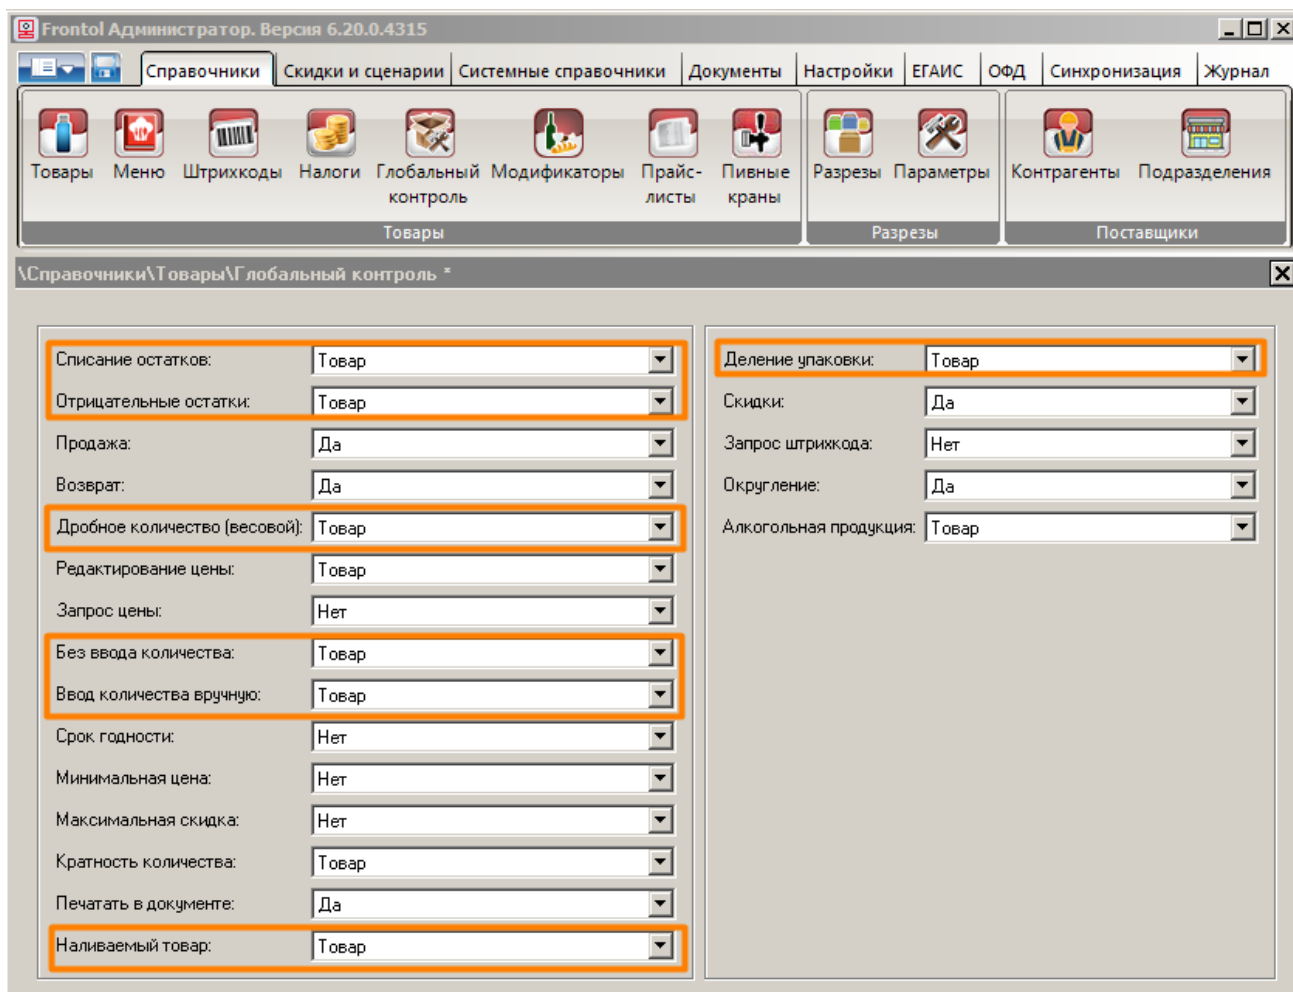 Frontol Администратор. Версия 6.20.0.4315
Справочники Скидки и сценарии Системные справочники Документы Настройки ЕГАИС ОФД Синхронизация Журнал
Товары Меню Штрихкоды Налоги Глобальный контроль Модификаторы Прайс-листы Пивные краны Разрезы Параметры Контрагенты Подразделения
Товары Разрезы Поставщики
\Справочники\Товары\Глобальный контроль *
Списание остатков: Товар
Отрицательные остатки: Товар
Продажа: Да
Возврат: Да
Дробное количество (весовой): Товар
Редактирование цены: Товар
Запрос цены: Нет
Без ввода количества: Товар
Ввод количества вручную: Товар
Срок годности: Нет
Минимальная цена: Нет
Максимальная скидка: Нет
Кратность количества: Товар
Печатать в документе: Да
Наливаемый товар: Товар
Деление упаковки: Товар
Скидки: Да
Запрос штрихкода: Нет
Округление: Да
Алкогольная продукция: Товар